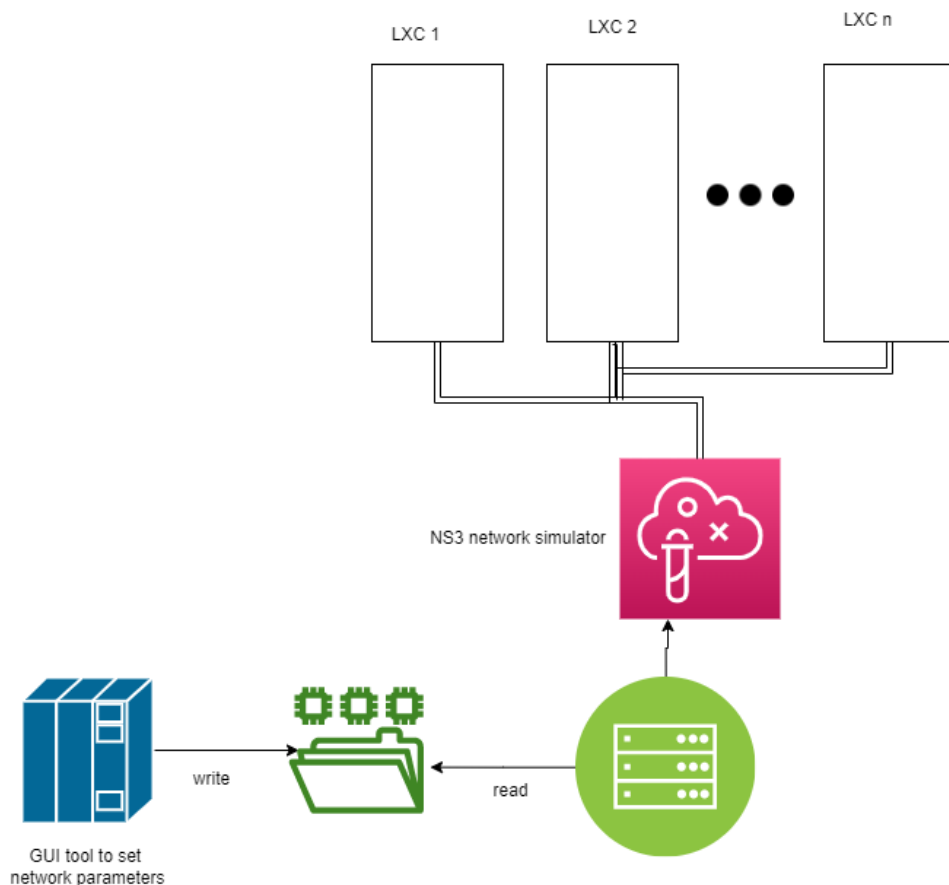 LXC 1
LXC 2
LXC n
NS3 network simulator
write
read
GUI tool to set
network parameters